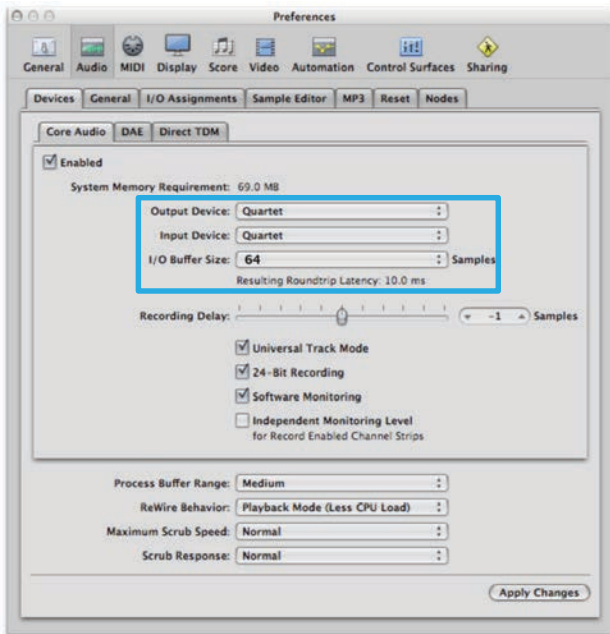 Preferences
General Audio MIDI Display Score Video Automation Control Surfaces Sharing
Devices General I/O Assignments Sample Editor MP3 Reset Nodes
Core Audio DAE Direct TDM
Enabled
System Memory Requirement: 69.0 MB
Output Device: Quartet
Input Device: Quartet
I/O Buffer Size: 64 Samples
Resulting Roundtrip Latency: 10.0 ms
Recording Delay: -1 Samples
Universal Track Mode
24-Bit Recording
Software Monitoring
Independent Monitoring Level
for Record Enabled Channel Strips
Process Buffer Range: Medium
ReWire Behavior: Playback Mode (Less CPU Load)
Maximum Scrub Speed: Normal
Scrub Response: Normal
Apply Changes